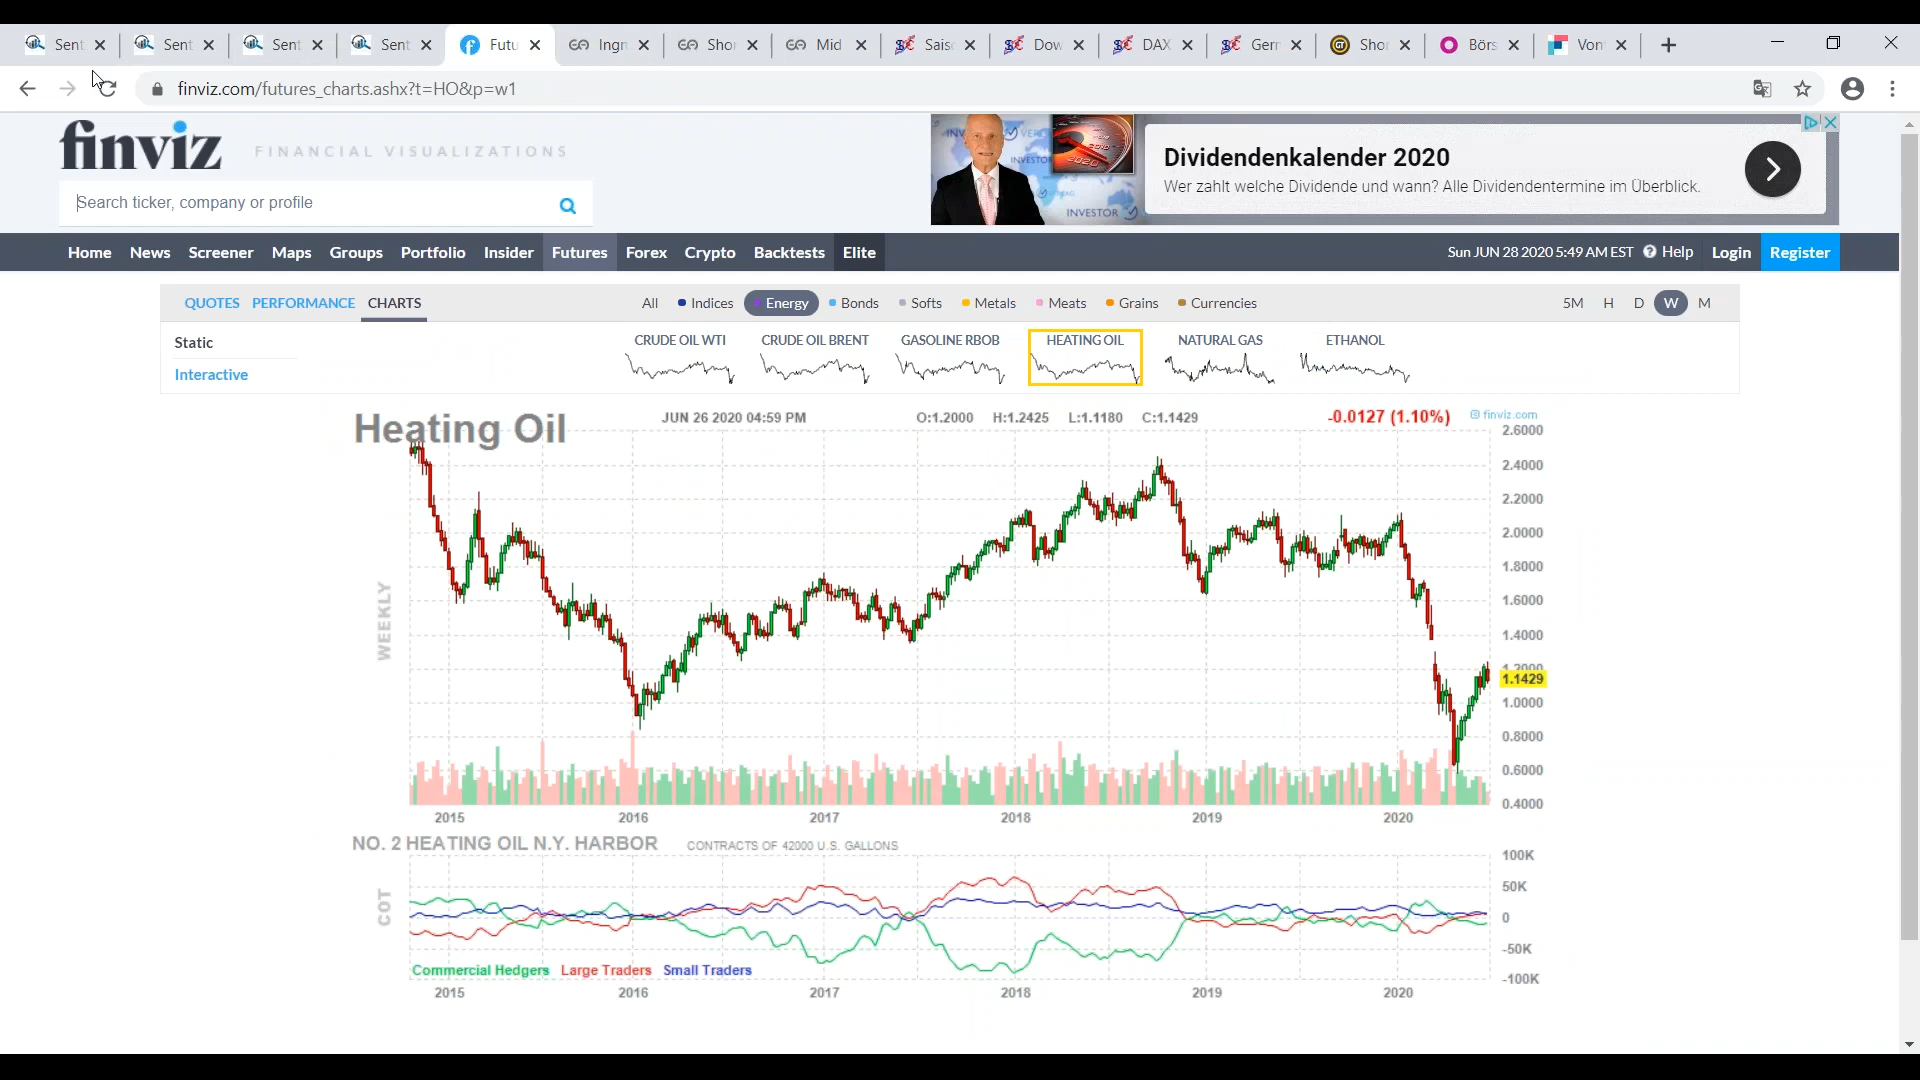 Sent
Sent
Sent
Sent
Futu
Ingr
Shor
Mid
Sais
Dow
DAX
Gerr
Shor
Börs
Von
finviz.com/futures_charts.ashx?t=HO&p=w1
finviz FINANCIAL VISUALIZATIONS
Search ticker, company or profile
INVESTOR
Dividendenkalender 2020
Wer zahlt welche Dividende und wann? Alle Dividendentermine im Überblick.
Home News Screener Maps Groups Portfolio Insider Futures Forex Crypto Backtests Elite Sun JUN 28 2020 5:49 AM EST Help Login Register
QUOTES PERFORMANCE CHARTS All Indices Energy Bonds Softs Metals Meats Grains Currencies 5M H D W M
Static
Interactive
CRUDE OIL WTI CRUDE OIL BRENT GASOLINE RBOB HEATING OIL NATURAL GAS ETHANOL
Heating Oil JUN 26 2020 04:59 PM O:1.2000 H:1.2425 L:1.1180 C:1.1429 -0.0127 (1.10%) © finviz.com
2.6000
2.4000
2.2000
2.0000
1.8000
1.6000
1.4000
1.2000
1.1429
1.0000
0.8000
0.6000
0.4000
WEEKLY
2015 2016 2017 2018 2019 2020
NO. 2 HEATING OIL N.Y. HARBOR CONTRACTS OF 42000 U.S. GALLONS
100K
50K
0
-50K
-100K
COT
Commercial Hedgers Large Traders Small Traders
2015 2016 2017 2018 2019 2020